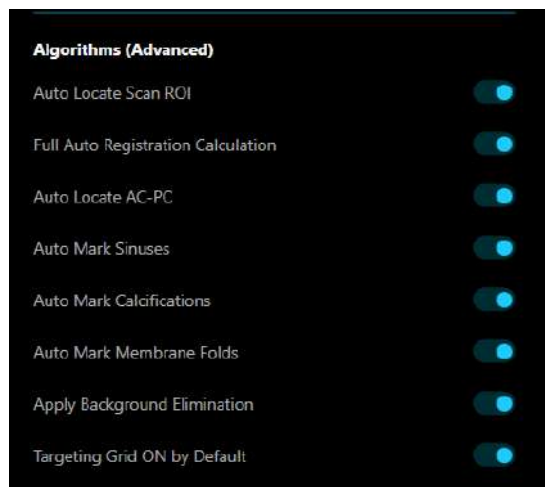 Algorithms (Advanced)
Auto Locate Scan ROI
Full Auto Registration Calculation
Auto Locate AC-PC
Auto Mark Sinuses
Auto Mark Calcifications
Auto Mark Membrane Folds
Apply Background Elimination
Targeting Grid ON by Default